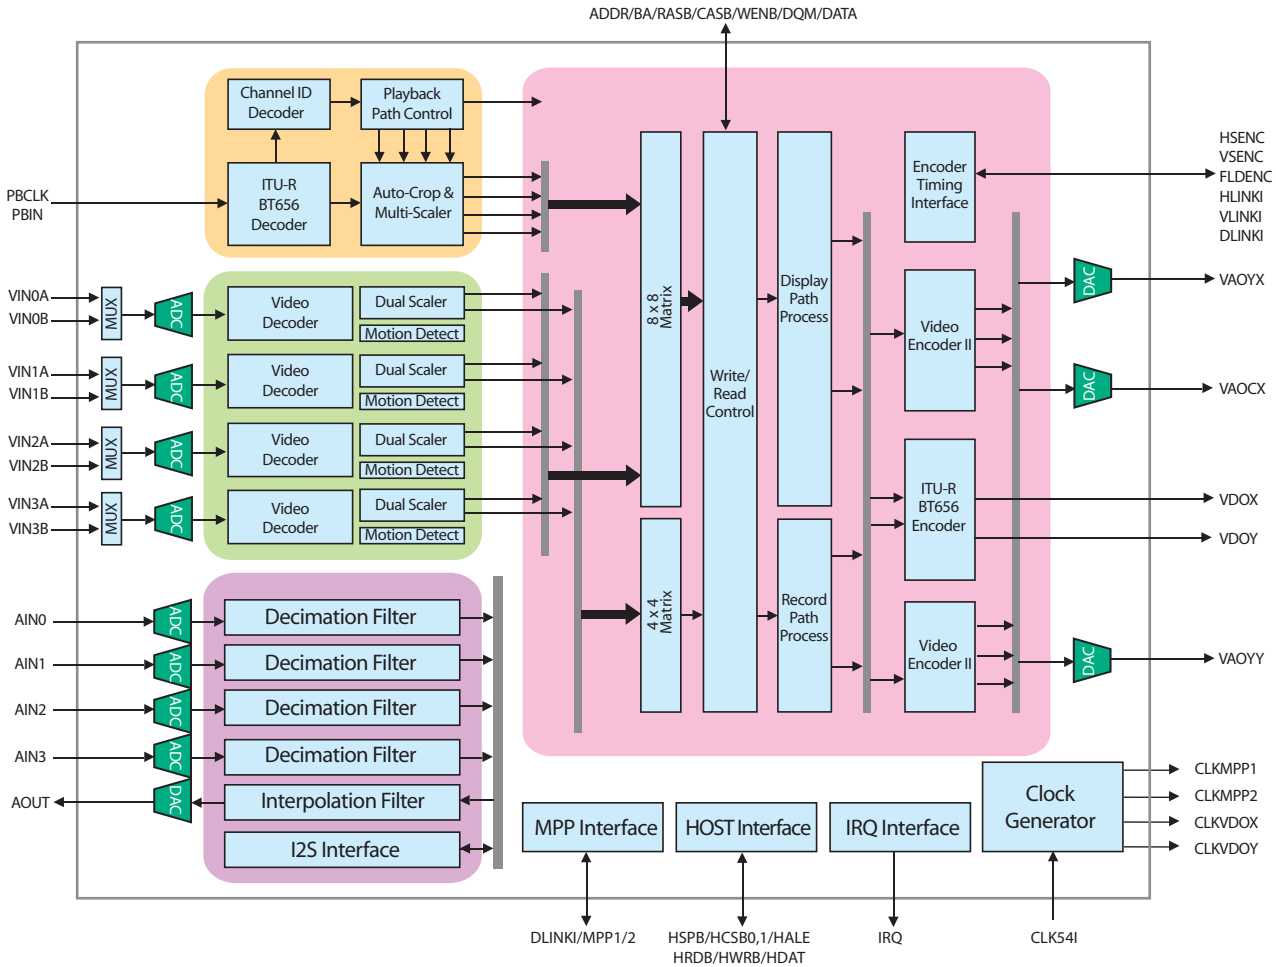 ADDR/BA/RASB/CASB/WENB/DQM/DATA
Channel ID
Decoder
Playback
Path Control
ITU-R
BT656
Decoder
Auto-Crop &
Multi-Scaler
PBCLK
PBIN
VIN0A
VIN0B
MUX
ADC
Video
Decoder
Dual Scaler
Motion Detect
VIN1A
VIN1B
MUX
ADC
Video
Decoder
Dual Scaler
Motion Detect
VIN2A
VIN2B
MUX
ADC
Video
Decoder
Dual Scaler
Motion Detect
VIN3A
VIN3B
MUX
ADC
Video
Decoder
Dual Scaler
Motion Detect
AIN0
ADC
Decimation Filter
AIN1
ADC
Decimation Filter
AIN2
ADC
Decimation Filter
AIN3
ADC
Decimation Filter
AOUT
DAC
Interpolation Filter
I2S Interface
8 x 8
Matrix
4 x 4
Matrix
Write/
Read
Control
Display
Path
Process
Record
Path
Process
Encoder
Timing
Interface
Video
Encoder II
ITU-R
BT656
Encoder
Video
Encoder II
HSENC
VSENC
FLDENC
HLINKI
VLINKI
DLINKI
DAC
VAOYX
DAC
VAOCX
VDOX
VDOY
DAC
VAOYY
MPP Interface
HOST Interface
IRQ Interface
Clock
Generator
CLKMPP1
CLKMPP2
CLKVDOX
CLKVDOY
DLINKI/MPP1/2
HSPB/HCSB0,1/HALE
HRDB/HWRB/HDAT
IRQ
CLK54I